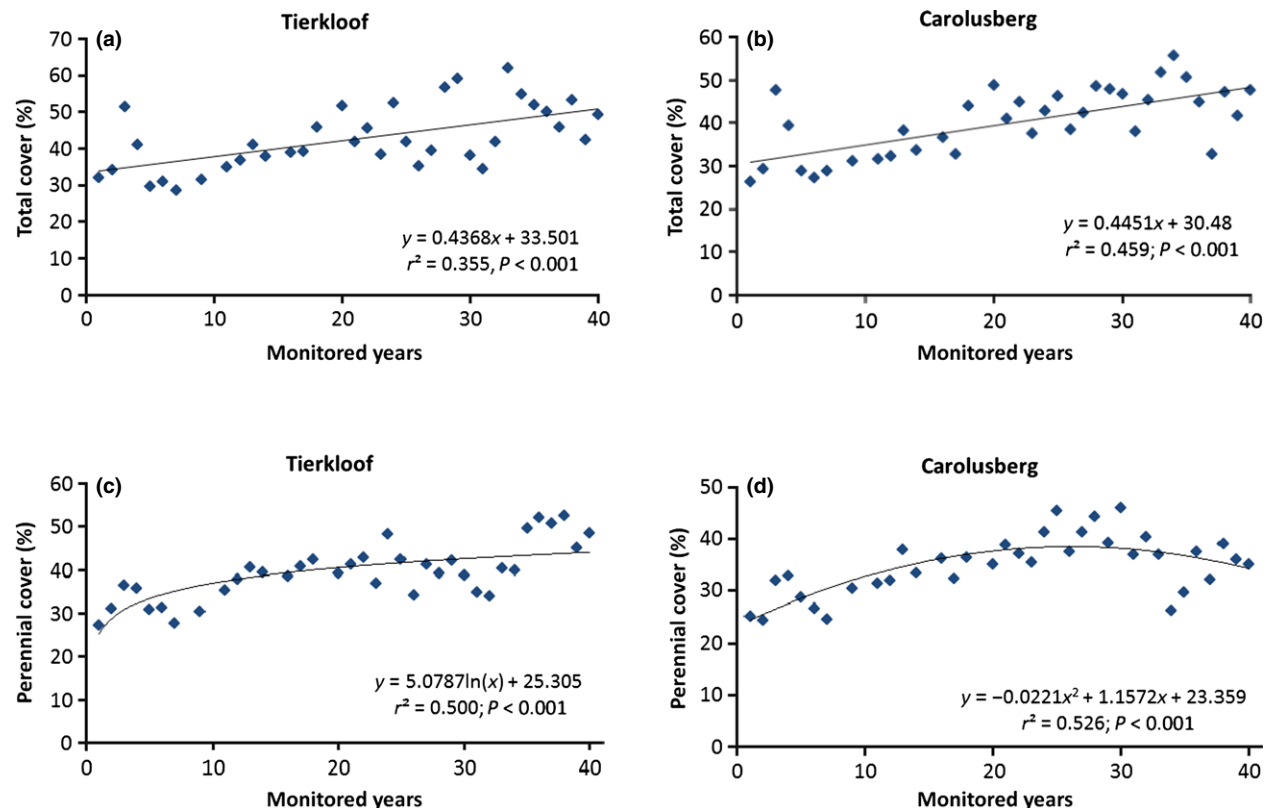 Tierkloof
(a)
70
60
50
40
30
20
10
0
Total cover (%)
0 10 20 30 40
Monitored years
y = 0.4368x + 33.501
r² = 0.355, P < 0.001
Carolusberg
(b)
60
50
40
30
20
10
0
Total cover (%)
0 10 20 30 40
Monitored years
y = 0.4451x + 30.48
r² = 0.459; P < 0.001
Tierkloof
(c)
60
50
40
30
20
10
0
Perennial cover (%)
0 10 20 30 40
Monitored years
y = 5.0787ln(x) + 25.305
r² = 0.500; P < 0.001
Carolusberg
(d)
50
40
30
20
10
0
Perennial cover (%)
0 10 20 30 40
Monitored years
y = −0.0221x² + 1.1572x + 23.359
r² = 0.526; P < 0.001